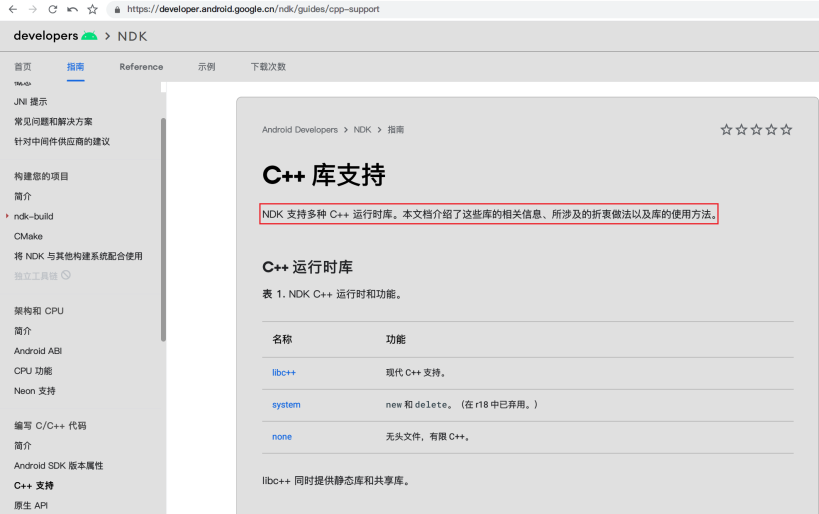 https://developer.android.google.cn/ndk/guides/cpp-support
developers > NDK
首页 指南 Reference 示例 下载次数
概念
JNI 提示
常见问题和解决方案
针对中间件供应商的建议
构建您的项目
简介
ndk-build
CMake
将 NDK 与其他构建系统配合使用
独立工具链
架构和 CPU
简介
Android ABI
CPU 功能
Neon 支持
编写 C/C++ 代码
简介
Android SDK 版本属性
C++ 支持
原生 API
Android Developers > NDK > 指南
C++ 库支持
NDK 支持多种 C++ 运行时库。本文档介绍了这些库的相关信息、所涉及的折衷做法以及库的使用方法。
C++ 运行时库
表 1. NDK C++ 运行时和功能。
名称 功能
libc++ 现代 C++ 支持。
system new 和 delete。（在 r18 中已弃用。）
none 无头文件，有限 C++。
libc++ 同时提供静态库和共享库。